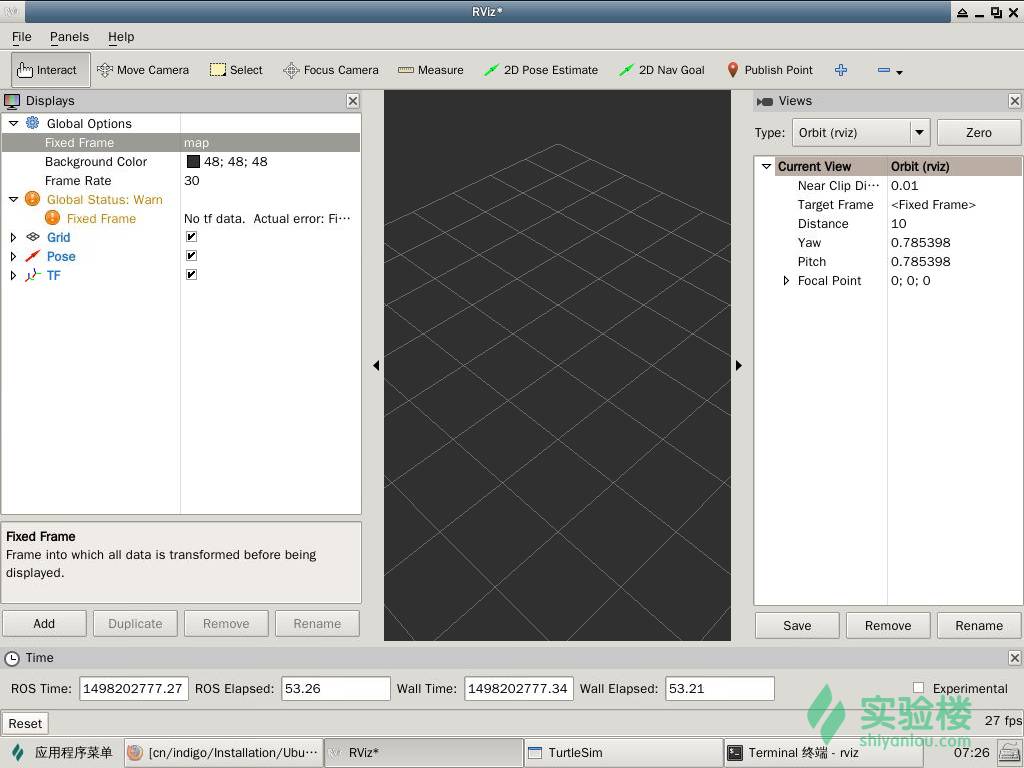 RViz*
File Panels Help
Interact Move Camera Select Focus Camera Measure 2D Pose Estimate 2D Nav Goal Publish Point
Displays
Global Options
Fixed Frame map
Background Color 48; 48; 48
Frame Rate 30
Global Status: Warn
Fixed Frame No tf data. Actual error: Fi···
Grid
Pose
TF
Fixed Frame
Frame into which all data is transformed before being
displayed.
Add Duplicate Remove Rename
Views
Type: Orbit (rviz) Zero
Current View Orbit (rviz)
Near Clip Di··· 0.01
Target Frame <Fixed Frame>
Distance 10
Yaw 0.785398
Pitch 0.785398
Focal Point 0; 0; 0
Save Remove Rename
Time
ROS Time: 1498202777.27 ROS Elapsed: 53.26 Wall Time: 1498202777.34 Wall Elapsed: 53.21 Experimental
Reset 27 fps
实验楼
shiyanlou.com
应用程序菜单 [cn/indigo/Installation/Ubu··· RViz* TurtleSim Terminal 终端 - rviz 07:26